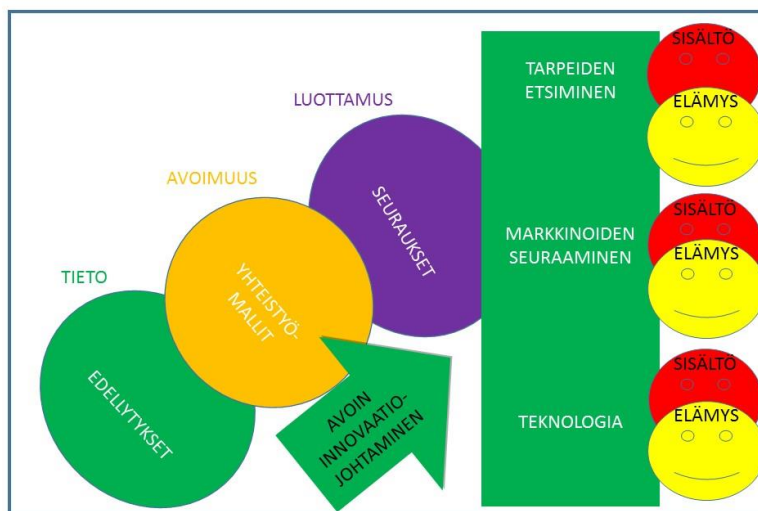 TIETO
EDELLYTYKSET
AVOIMUUS
YHTEISTYÖ-
MALLIT
LUOTTAMUS
SEURAUKSET
AVOIN
INNOVAATIO-
JOHTAMINEN
TARPEIDEN
ETSIMINEN
SISÄLTÖ
ELÄMYS
MARKKINOIDEN
SEURAAMINEN
SISÄLTÖ
ELÄMYS
TEKNOLOGIA
SISÄLTÖ
ELÄMYS